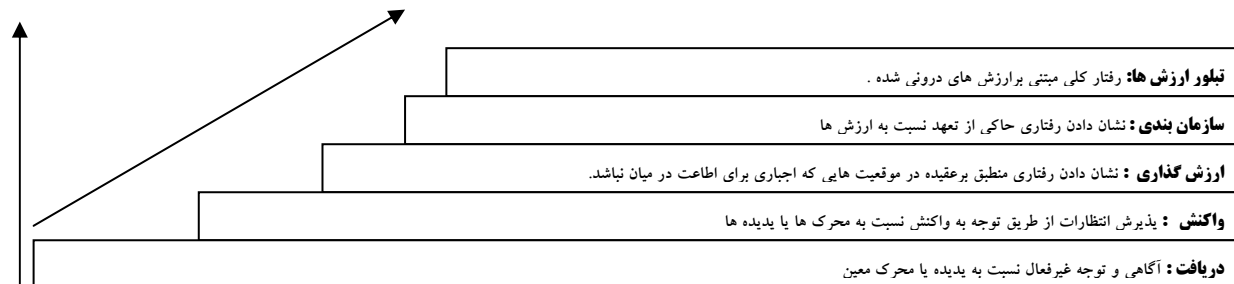 تبلور ارزش ها: رفتار کلی مبتنی برارزش های درونی شده .
سازمان بندی : نشان دادن رفتاری حاکی از تعهد نسبت به ارزش ها
ارزش گذاری : نشان دادن رفتاری منطبق برعقیده در موقعیت هایی که اجباری برای اطاعت در میان نباشد.
واکنش : پذیرش انتظارات از طریق توجه به واکنش نسبت به محرک ها یا پدیده ها
دریافت : آگاهی و توجه غیرفعال نسبت به پدیده یا محرک معین